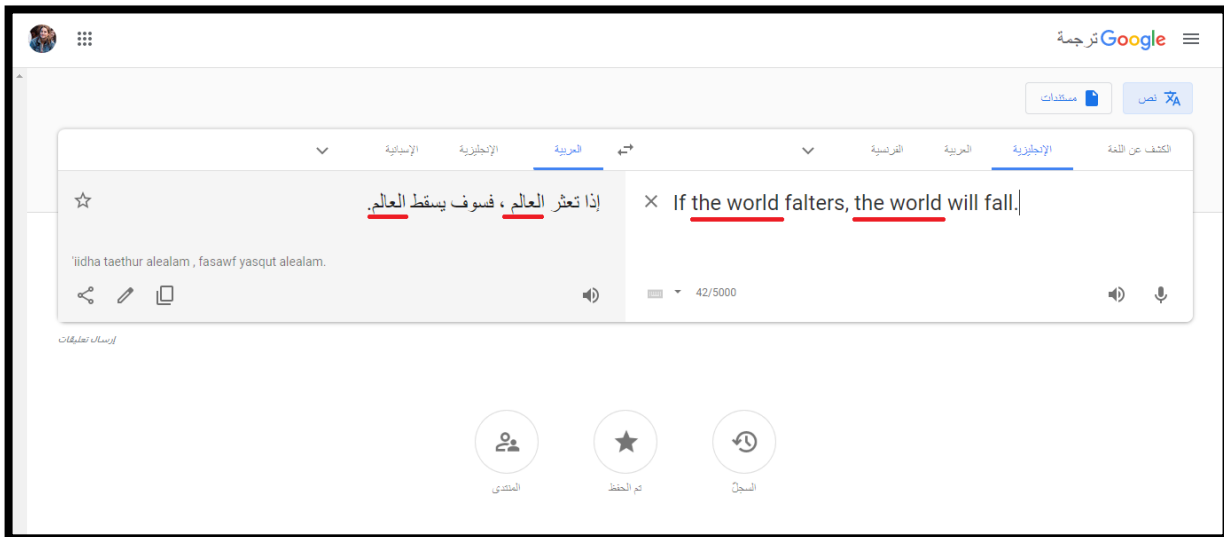 Google ترجمة
نص
مستندات
الكشف عن اللغة
الإنجليزية
العربية
الفرنسية
العربية
الإنجليزية
الإسبانية
If the world falters, the world will fall.
42/5000
إذا تعثر العالم ، فسوف يسقط العالم.
'iidha taethur alealam , fasawf yasqut alealam.
إرسال تعليقات
السجلّ
تم الحفظ
المنتدى